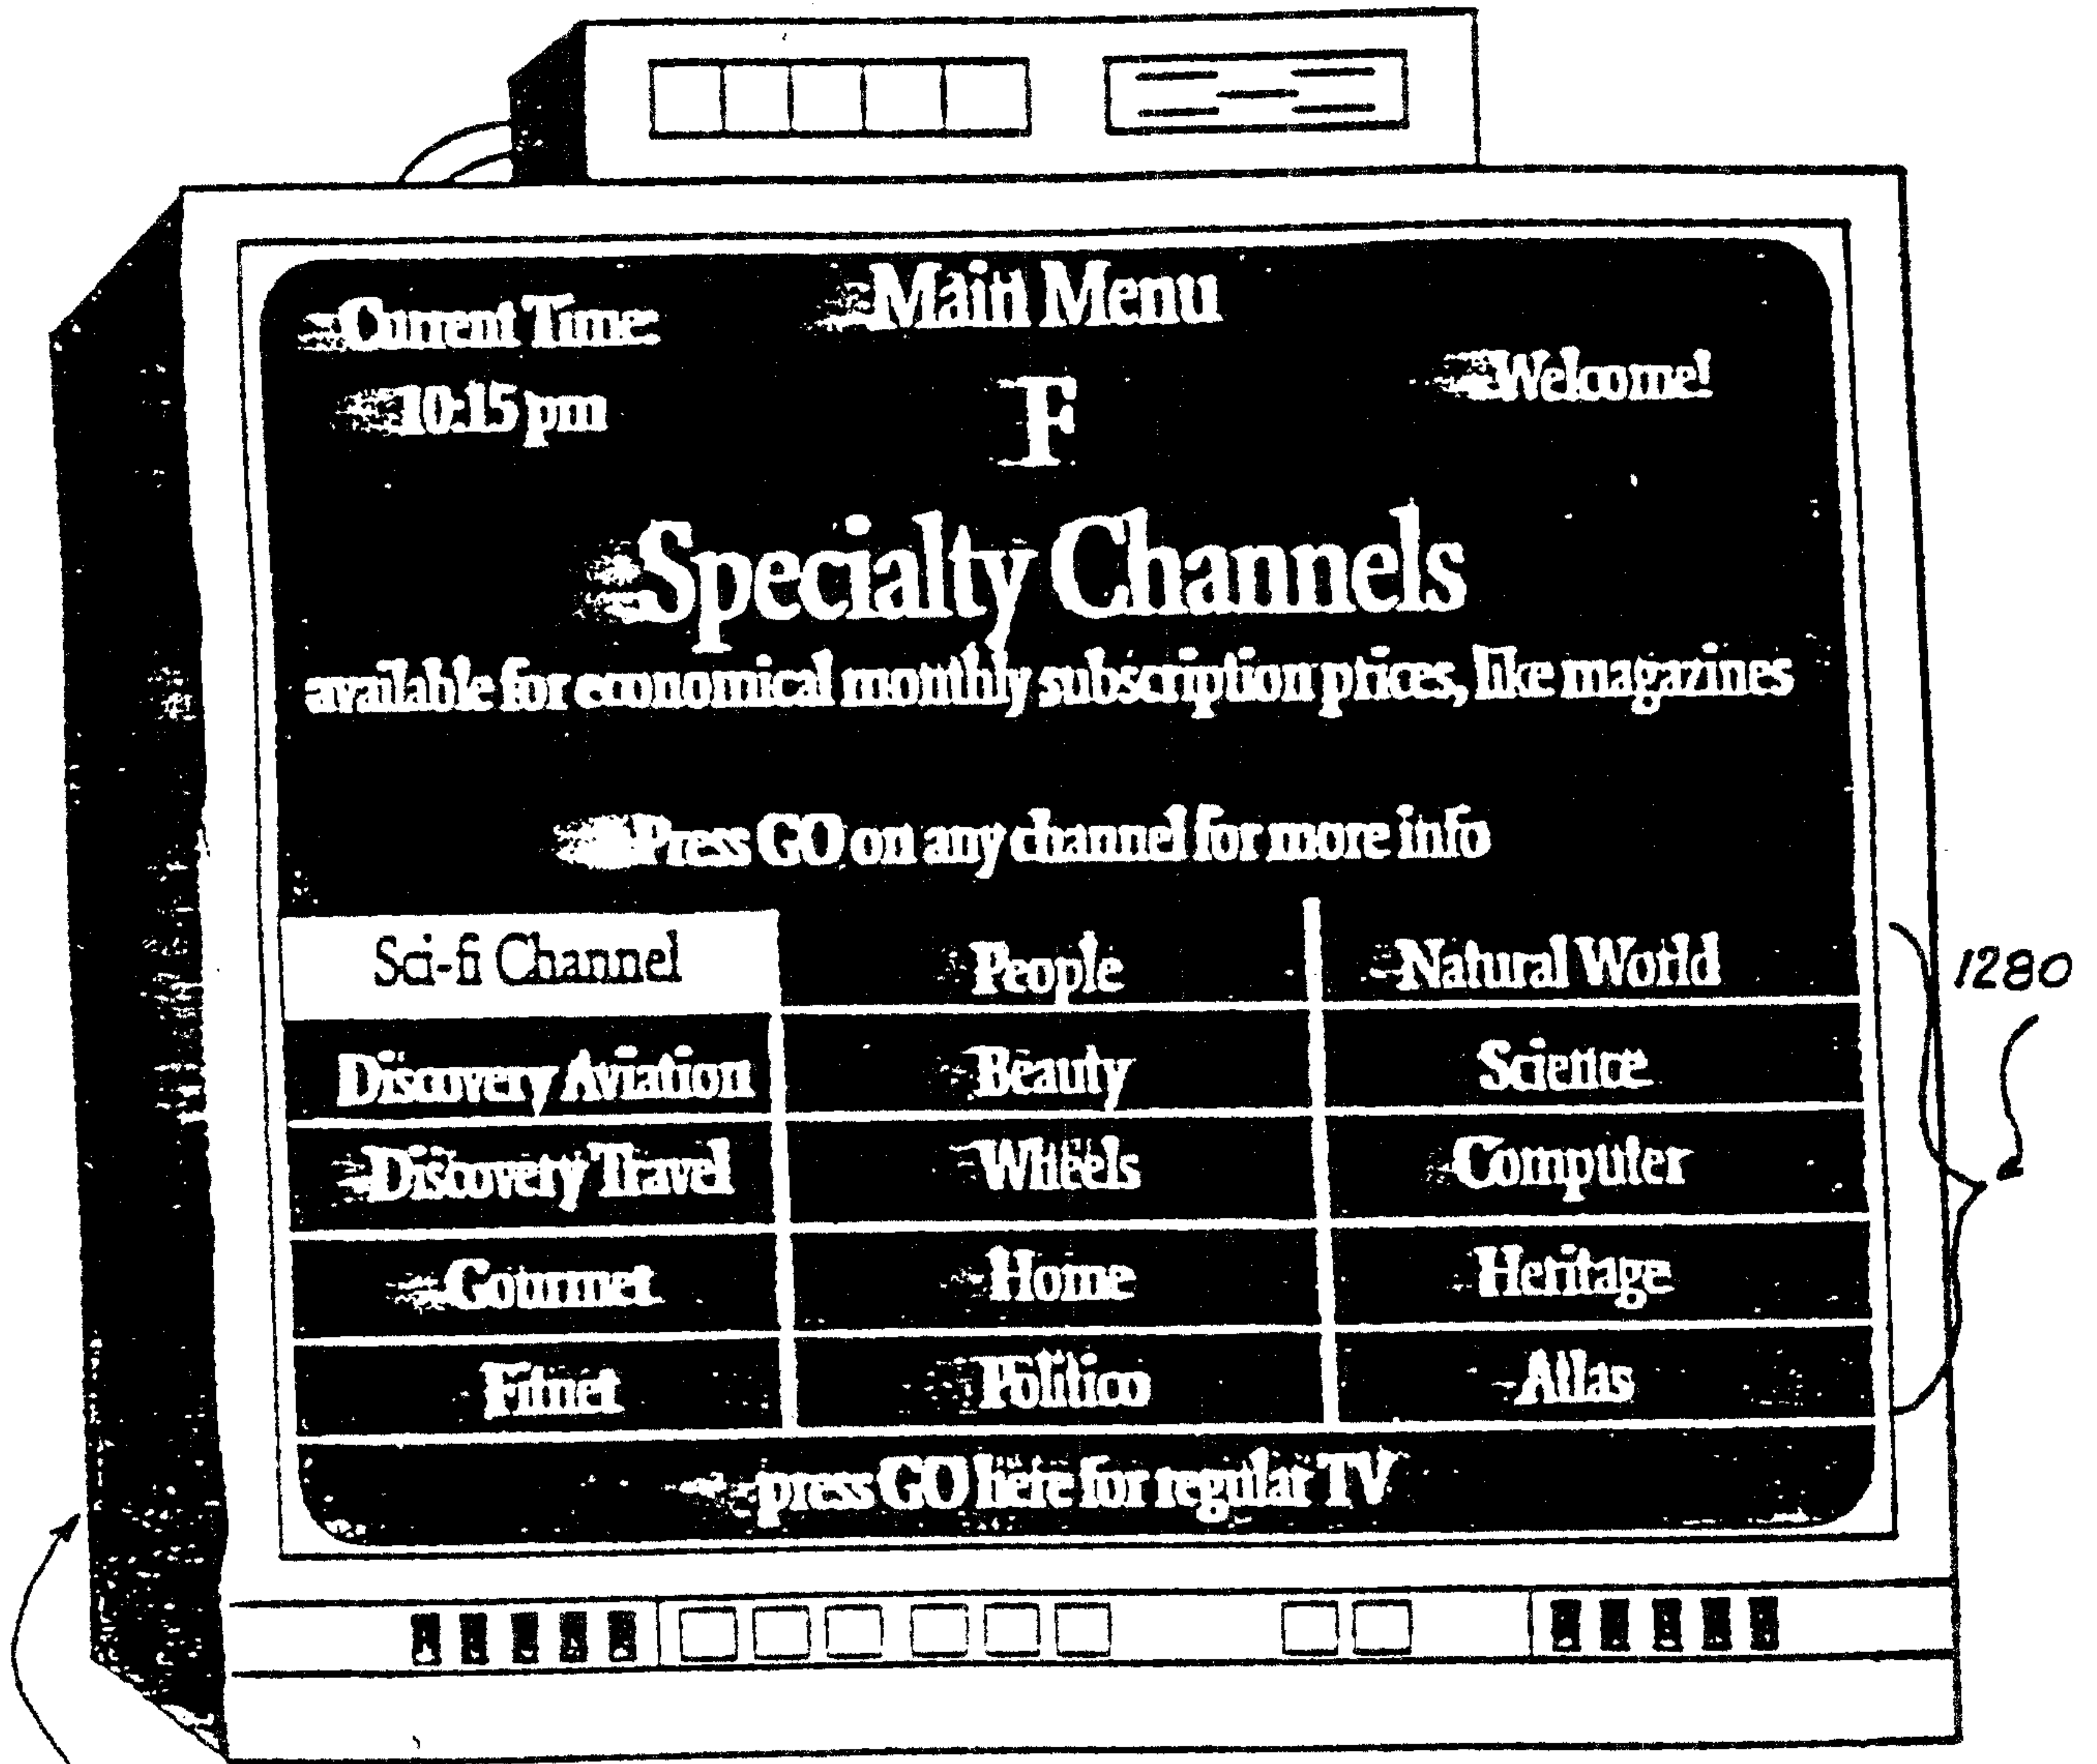 Main Menu
Current Time
Welcome!
10:15 pm
F
Specialty Channels
available for economical monthly subscription prices, like magazines
Press GO on any channel for more info
Sci-fi Channel People Natural World
1280
Discovery Aviation Beauty Science
Discovery Travel Wheels Computer
Gourmet Home Heritage
Fitnet Politico Atlas
press GO here for regular TV